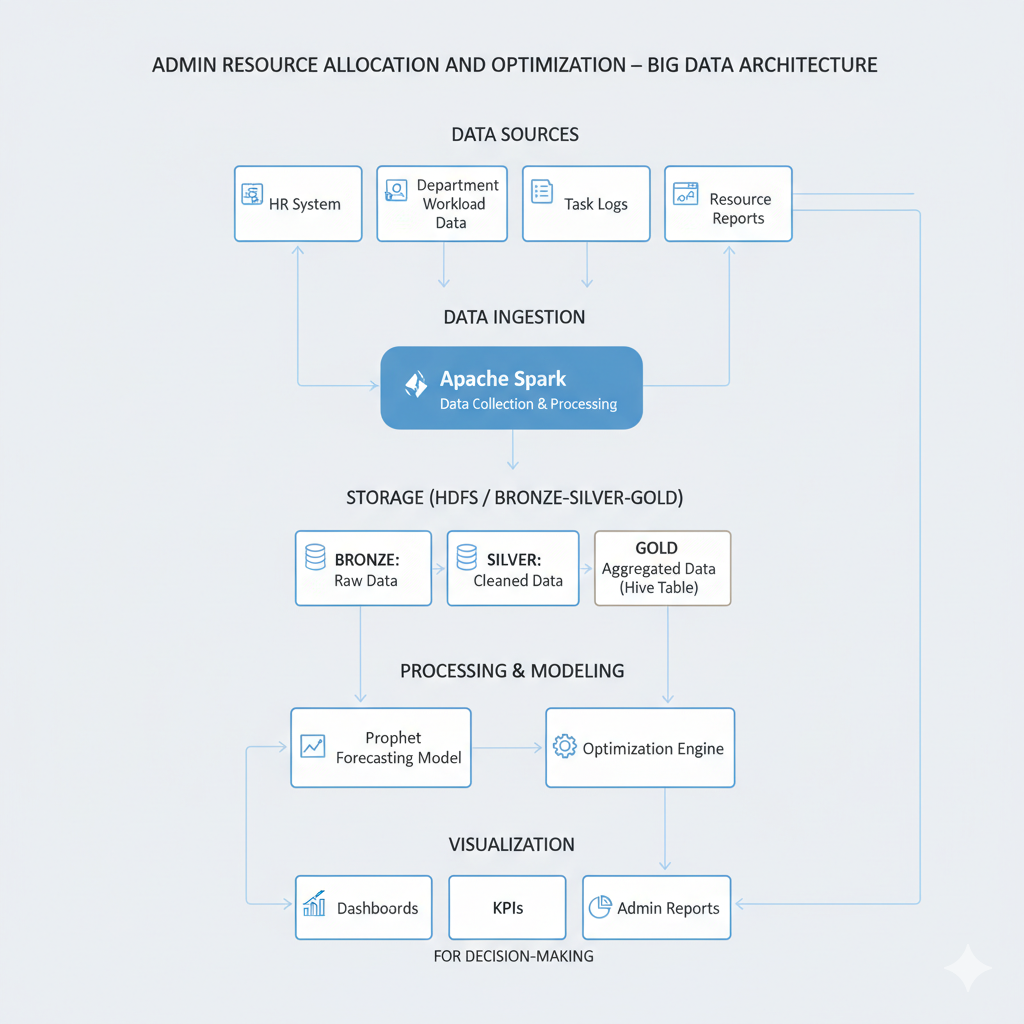 ADMIN RESOURCE ALLOCATION AND OPTIMIZATION – BIG DATA ARCHITECTURE
DATA SOURCES
HR System
Department
Workload
Data
Task Logs
Resource
Reports
DATA INGESTION
Apache Spark
Data Collection & Processing
STORAGE (HDFS / BRONZE-SILVER-GOLD)
BRONZE:
Raw Data
SILVER:
Cleaned Data
GOLD
Aggregated Data
(Hive Table)
PROCESSING & MODELING
Prophet
Forecasting Model
Optimization Engine
VISUALIZATION
Dashboards
KPIs
Admin Reports
FOR DECISION-MAKING